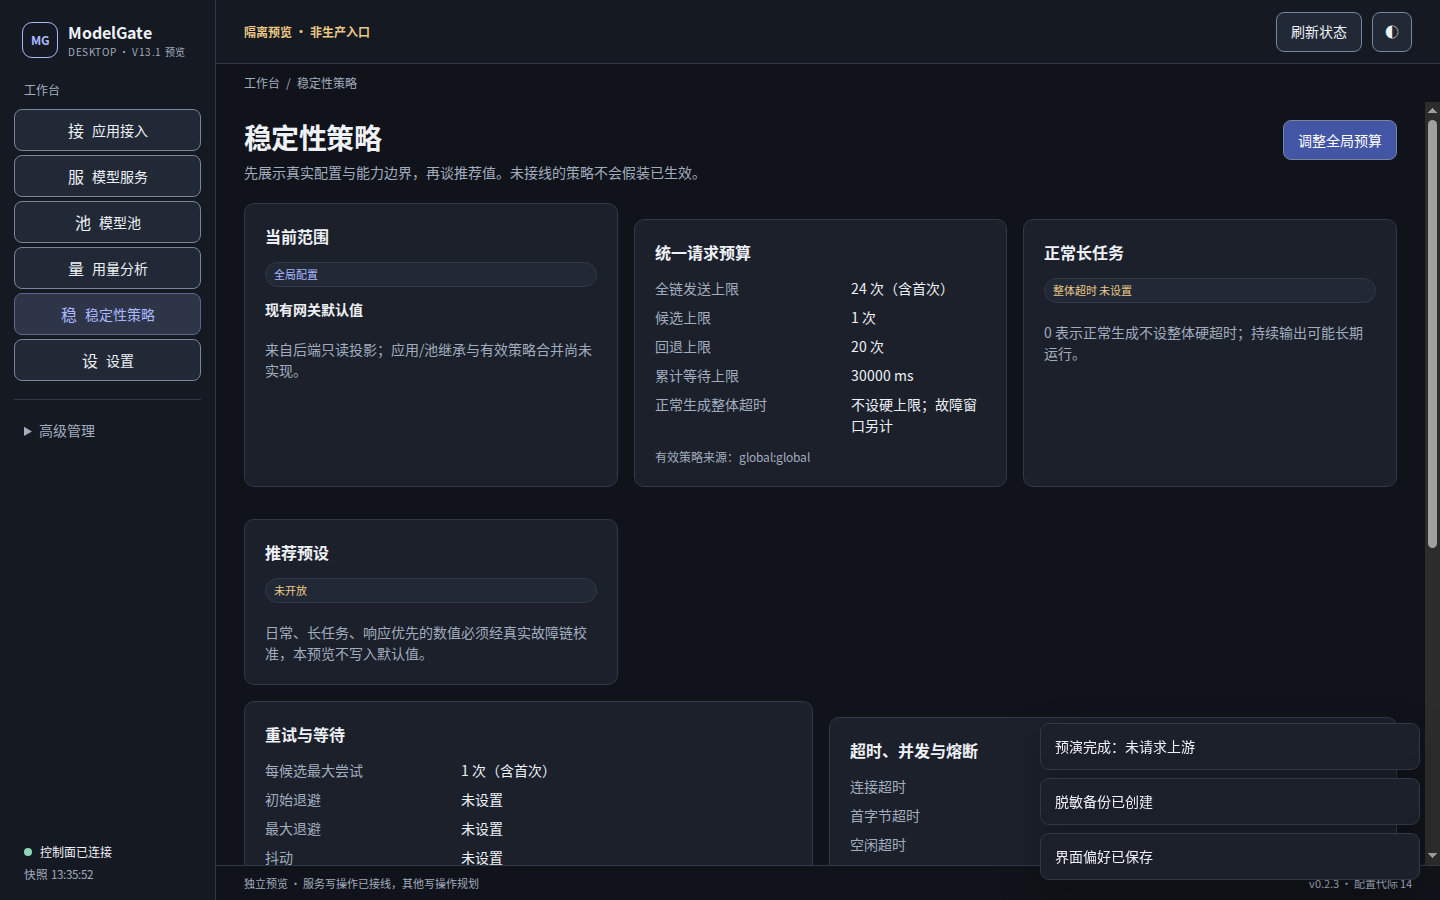 MG
ModelGate
DESKTOP · V13.1 预览
工作台
接 应用接入
服 模型服务
池 模型池
量 用量分析
稳 稳定性策略
设 设置
▶ 高级管理
控制面已连接
快照 13:35:52
隔离预览 · 非生产入口
刷新状态
工作台 / 稳定性策略
稳定性策略
调整全局预算
先展示真实配置与能力边界，再谈推荐值。未接线的策略不会假装已生效。
当前范围
全局配置
现有网关默认值
来自后端只读投影；应用/池继承与有效策略合并尚未
实现。
统一请求预算
全链发送上限 24 次（含首次）
候选上限 1 次
回退上限 20 次
累计等待上限 30000 ms
正常生成整体超时 不设硬上限；故障窗
口另计
有效策略来源：global:global
正常长任务
整体超时 未设置
0 表示正常生成不设整体硬超时；持续输出可能长期
运行。
推荐预设
未开放
日常、长任务、响应优先的数值必须经真实故障链校
准，本预览不写入默认值。
重试与等待
每候选最大尝试 1 次（含首次）
初始退避 未设置
最大退避 未设置
抖动 未设置
超时、并发与熔断
连接超时
首字节超时
空闲超时
预演完成：未请求上游
脱敏备份已创建
界面偏好已保存
独立预览 · 服务写操作已接线，其他写操作规划
v0.2.3 · 配置代际 14